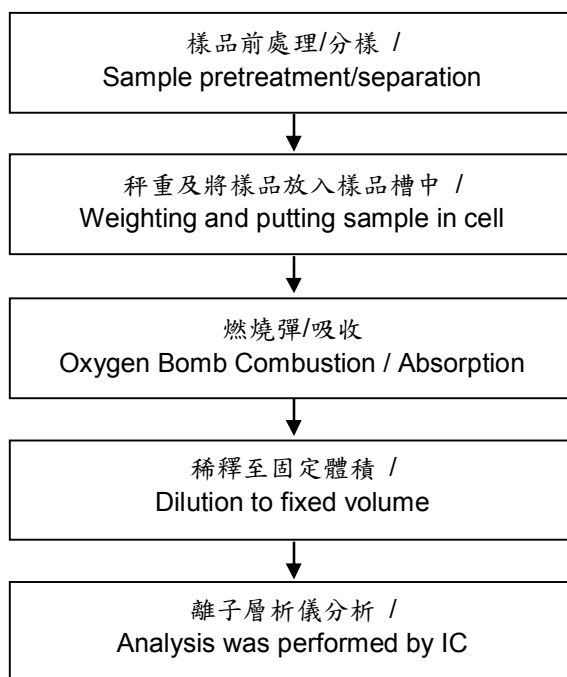 樣品前處理/分樣 /
Sample pretreatment/separation
秤重及將樣品放入樣品槽中 /
Weighting and putting sample in cell
燃燒彈/吸收
Oxygen Bomb Combustion / Absorption
稀釋至固定體積 /
Dilution to fixed volume
離子層析儀分析 /
Analysis was performed by IC